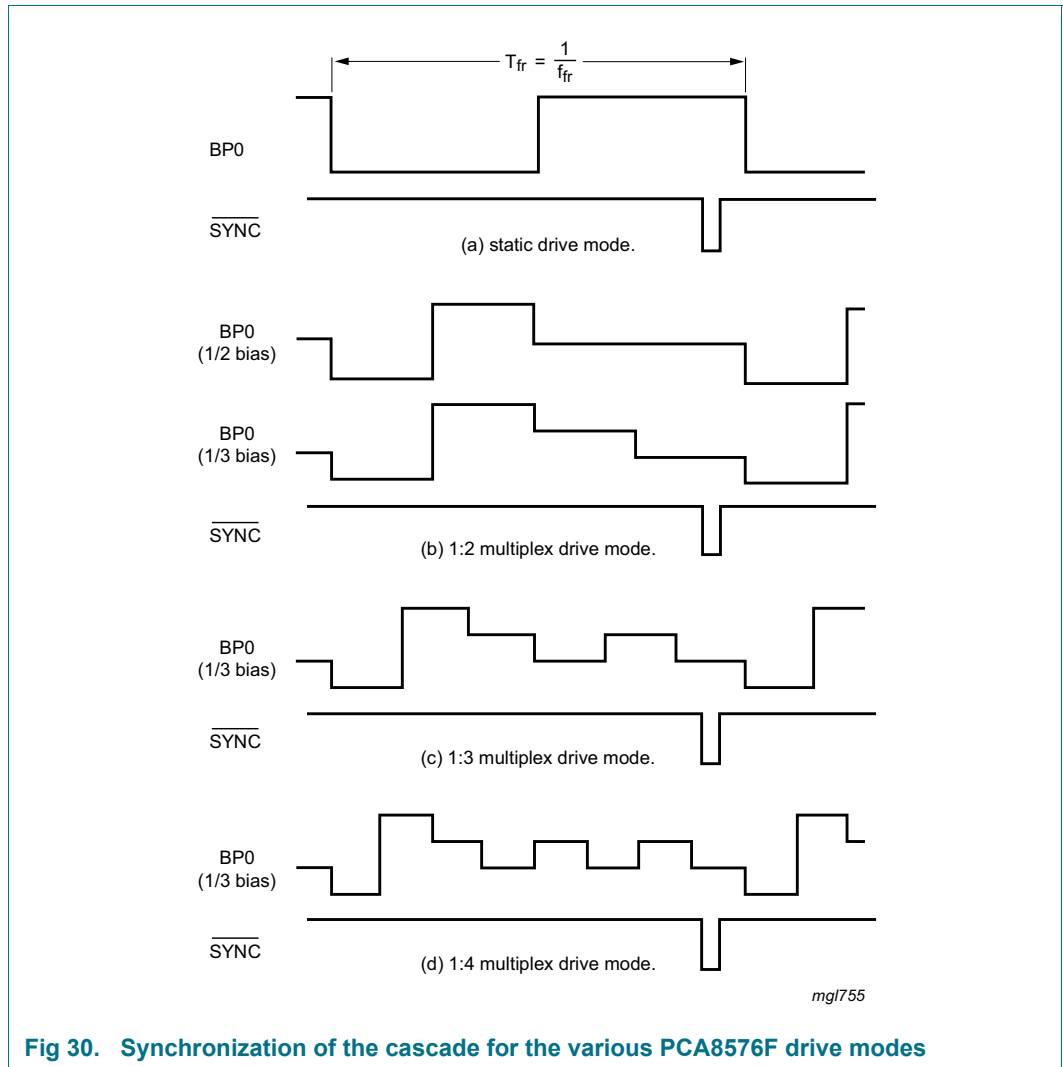 T_fr = 1/f_fr
BP0
SYNC
(a) static drive mode.
BP0
(1/2 bias)
BP0
(1/3 bias)
SYNC
(b) 1:2 multiplex drive mode.
BP0
(1/3 bias)
SYNC
(c) 1:3 multiplex drive mode.
BP0
(1/3 bias)
SYNC
(d) 1:4 multiplex drive mode.
mgl755
Fig 30. Synchronization of the cascade for the various PCA8576F drive modes